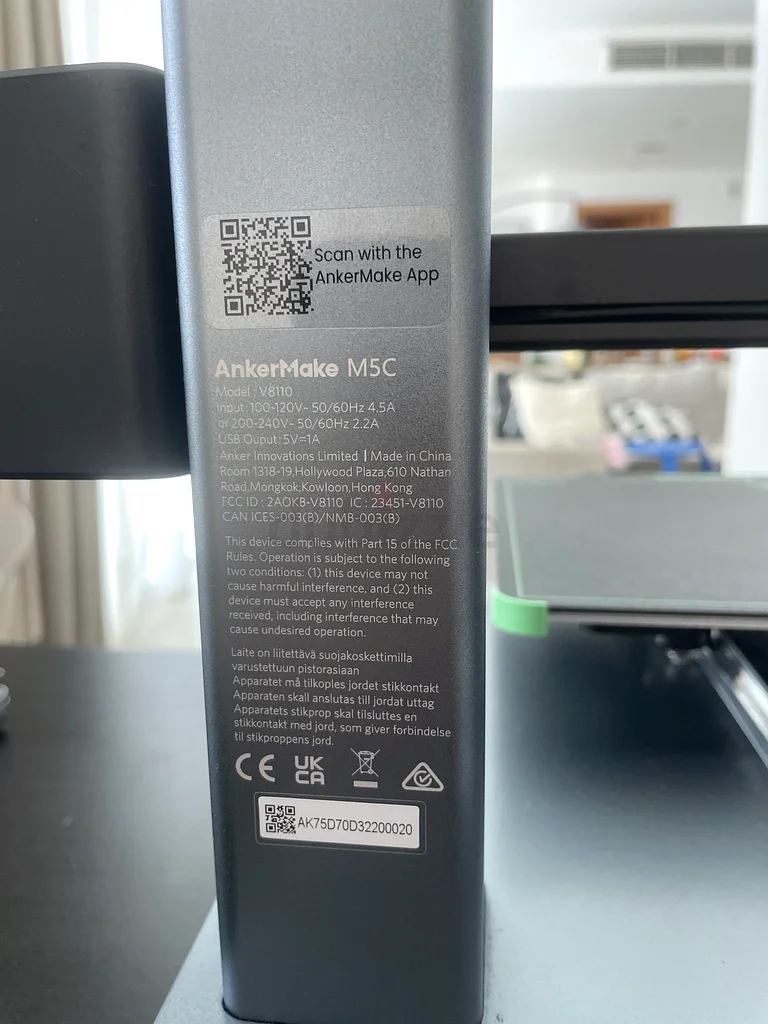 Scan with the
AnkerMake App
AnkerMake M5C
Model : V8110
Input:100-120V~ 50/60Hz 4.5A
or 200-240V~ 50/60Hz 2.2A
USB Ouput:5V=1A
Anker Innovations Limited | Made in China
Room 1318-19,Hollywood Plaza,610 Nathan
Road,Mongkok,Kowloon,Hong Kong
FCC ID : 2AOKB-V8110 IC : 23451-V8110
CAN ICES-003(B)/NMB-003(B)
This device complies with Part 15 of the FCC
Rules. Operation is subject to the following
two conditions: (1) this device may not
cause harmful interference, and (2) this
device must accept any interference
received, including interference that may
cause undesired operation.
Laite on liitettävä suojakoskettimilla
varustettuun pistorasiaan
Apparatet må tilkoples jordet stikkontakt
Apparaten skall anslutas till jordat uttag
Apparatets stikprop skal tilsluttes en
stikkontakt med jord, som giver forbindelse
til stikproppens jord.
CE UK
CA
AK75D70D32200020